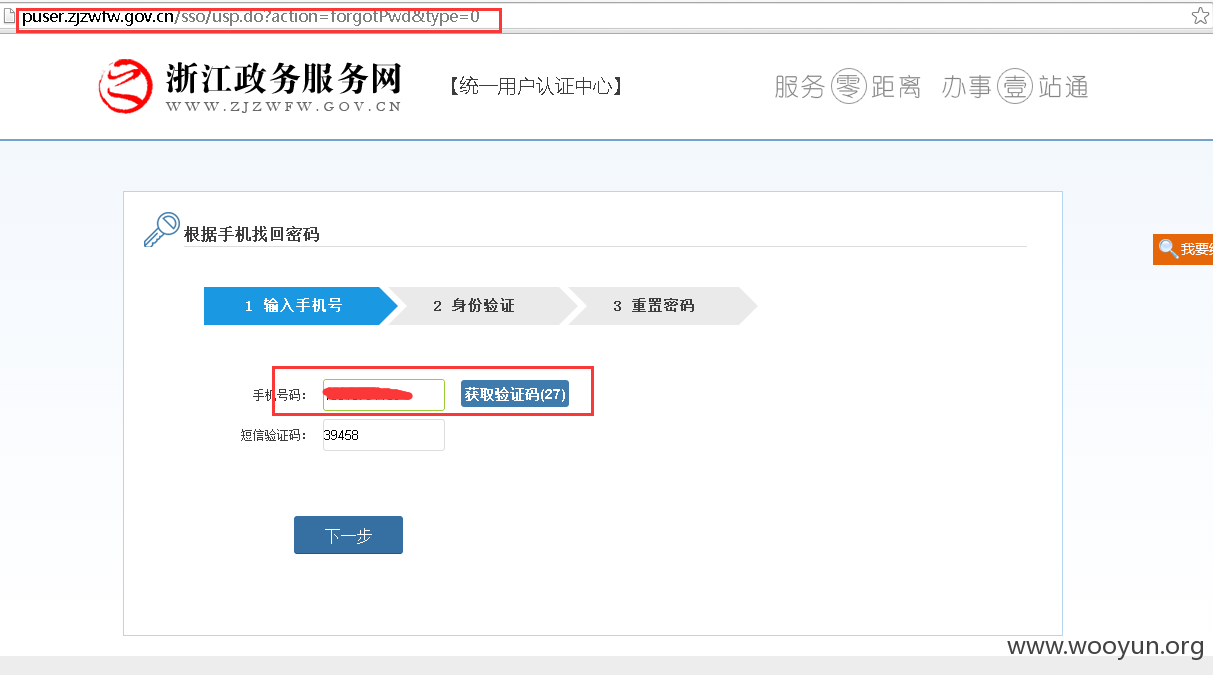 puser.zjzwfw.gov.cn/sso/usp.do?action=forgotPwd&type=0
浙江政务服务网
WWW.ZJZWFW.GOV.CN
【统一用户认证中心】
服务零距离 办事壹站通
根据手机找回密码
我要
1 输入手机号
2 身份验证
3 重置密码
手机号码：
获取验证码(27)
短信验证码：
39458
下一步
www.wooyun.org